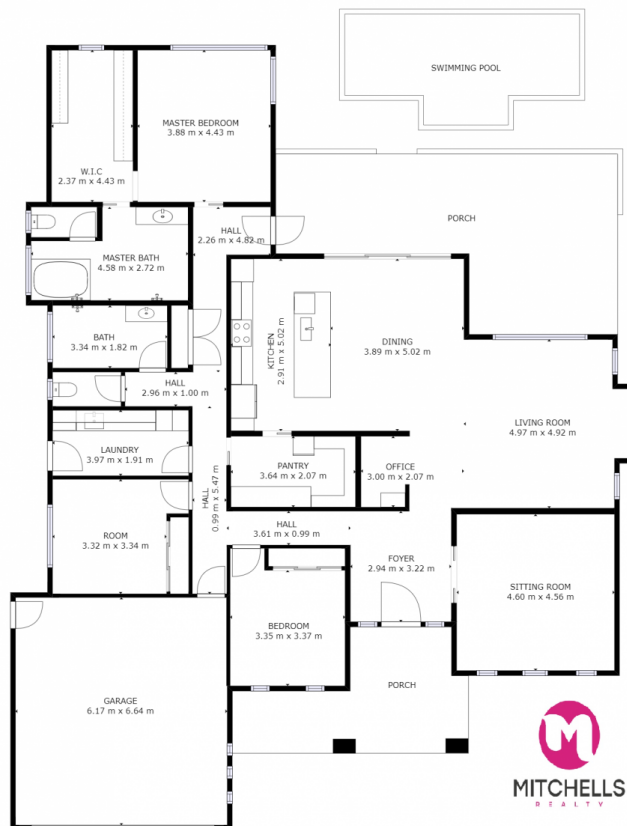 SWIMMING POOL
MASTER BEDROOM
3.88 m x 4.43 m
W.I.C
2.37 m x 4.43 m
PORCH
HALL
2.26 m x 4.82 m
MASTER BATH
4.58 m x 2.72 m
BATH
3.34 m x 1.82 m
KITCHEN
2.91 m x 5.02 m
DINING
3.89 m x 5.02 m
HALL
2.96 m x 1.00 m
LIVING ROOM
4.97 m x 4.92 m
LAUNDRY
3.97 m x 1.91 m
PANTRY
3.64 m x 2.07 m
OFFICE
3.00 m x 2.07 m
HALL
0.99 m x 5.47 m
HALL
3.61 m x 0.99 m
ROOM
3.32 m x 3.34 m
FOYER
2.94 m x 3.22 m
SITTING ROOM
4.60 m x 4.56 m
BEDROOM
3.35 m x 3.37 m
PORCH
GARAGE
6.17 m x 6.64 m
M
MITCHELLS
REALTY